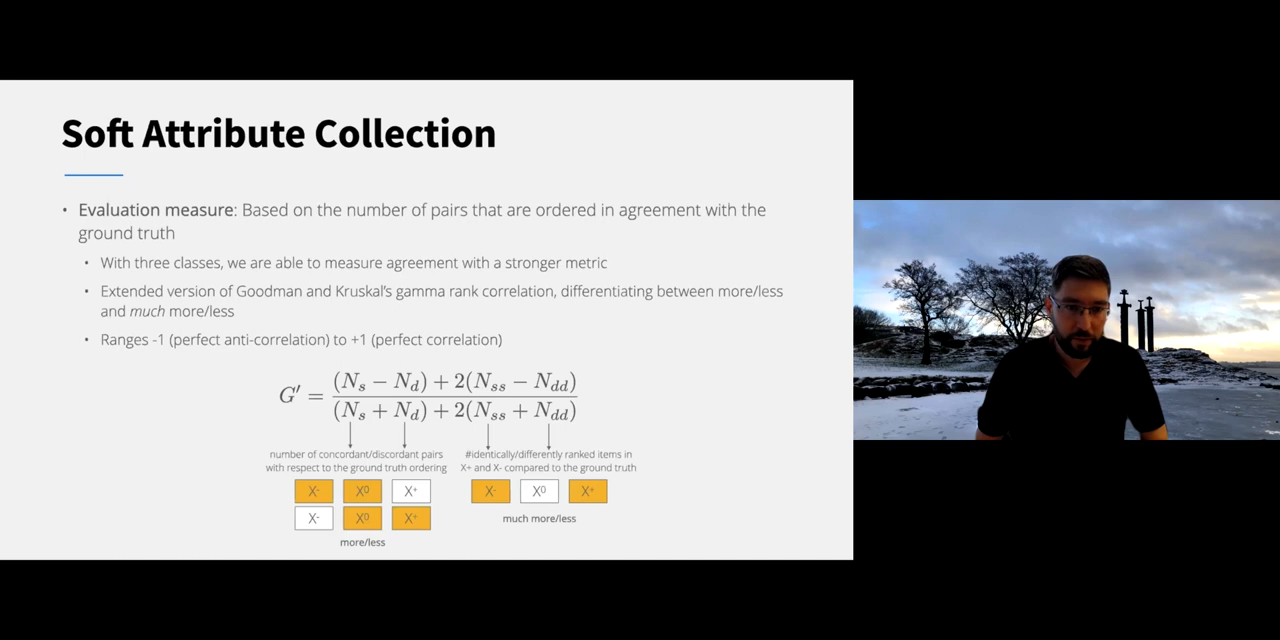 Soft Attribute Collection
• Evaluation measure: Based on the number of pairs that are ordered in agreement with the
ground truth
• With three classes, we are able to measure agreement with a stronger metric
• Extended version of Goodman and Kruskal's gamma rank correlation, differentiating between more/less
and much more/less
• Ranges -1 (perfect anti-correlation) to +1 (perfect correlation)
G′ = (Nₛ − N_d) + 2(Nₛₛ − N_dd)
(Nₛ + N_d) + 2(Nₛₛ + N_dd)
number of concordant/discordant pairs
with respect to the ground truth ordering
X⁻ X⁰ X⁺
X⁻ X⁰ X⁺
more/less
#identically/differently ranked items in
X+ and X- compared to the ground truth
X⁻ X⁰ X⁺
much more/less